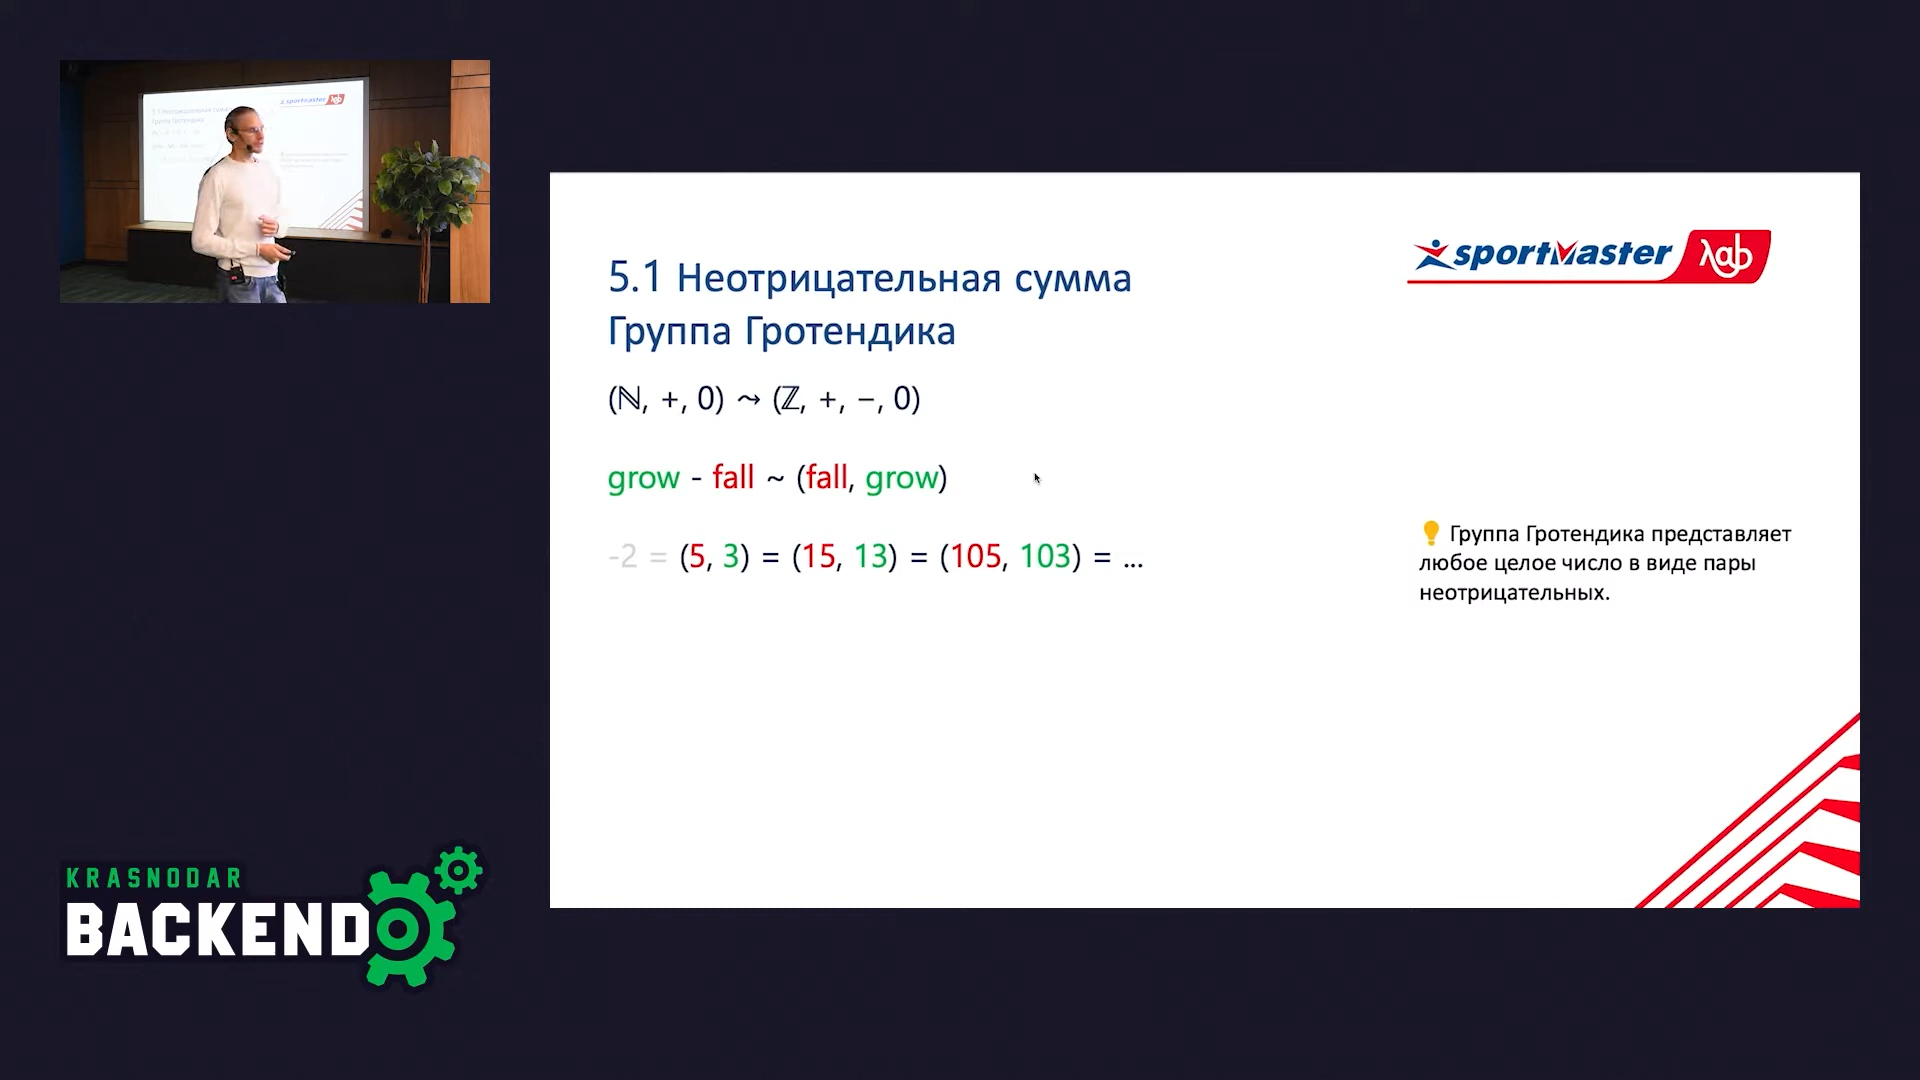 5.1 Неотрицательная сумма
Группа Гротендика
(ℕ, +, 0) ⤳ (ℤ, +, −, 0)
grow - fall ~ (fall, grow)
-2 = (5, 3) = (15, 13) = (105, 103) = ...
💡 Группа Гротендика представляет
любое целое число в виде пары
неотрицательных.
sportmaster λab
KRASNODAR
BACKEND